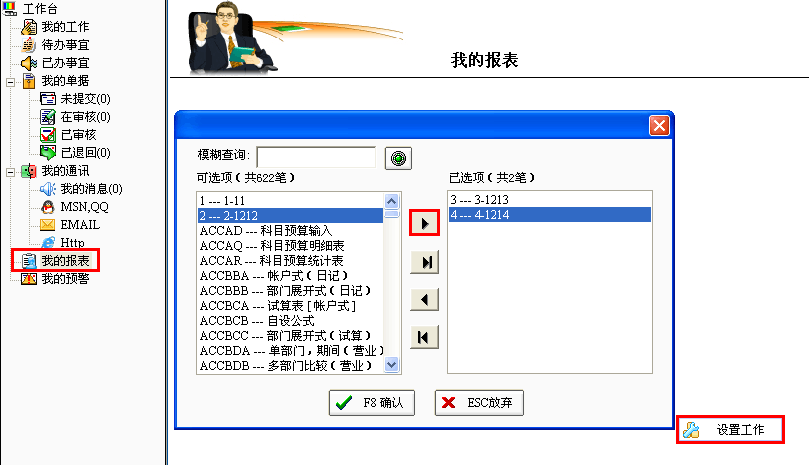 工作台
我的工作
待办事宜
已办事宜
我的单据
未提交(0)
在审核(0)
已审核
已退回(0)
我的通讯
我的消息(0)
MSN,QQ
EMAIL
Http
我的报表
我的预警
我的报表
模糊查询:
可选项（共622笔）
1 --- 1-11
2 --- 2-1212
ACCAD --- 科目预算输入
ACCAQ --- 科目预算明细表
ACCAR --- 科目预算统计表
ACCBBA --- 帐户式（日记）
ACCBBB --- 部门展开式（日记）
ACCBCA --- 试算表 [ 帐户式 ]
ACCBCB --- 自设公式
ACCBCC --- 部门展开式（试算）
ACCBDA --- 单部门，期间（营业）
ACCBDB --- 多部门比较（营业）
已选项（共2笔）
3 --- 3-1213
4 --- 4-1214
F8 确认
ESC放弃
设置工作